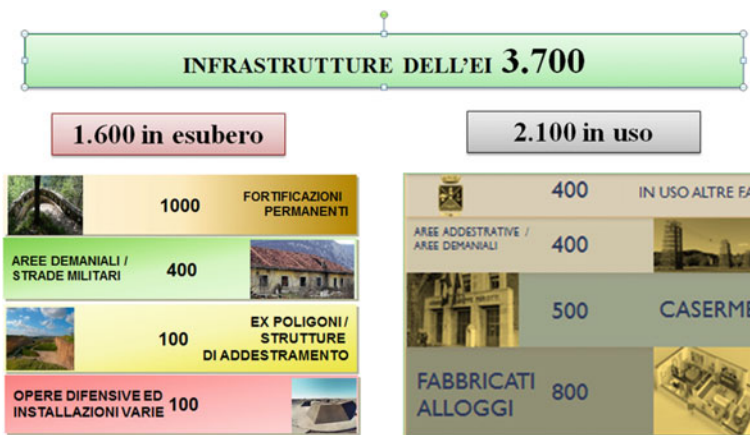 INFRASTRUTTURE DELL'EI 3.700
1.600 in esubero
1000 FORTIFICAZIONI
PERMANENTI
AREE DEMANIALI /
STRADE MILITARI 400
100 EX POLIGONI /
STRUTTURE
DI ADDESTRAMENTO
OPERE DIFENSIVE ED
INSTALLAZIONI VARIE 100
2.100 in uso
400 IN USO ALTRE FA
AREE ADDESTRATIVE /
AREE DEMANIALI 400
500 CASERME
FABBRICATI
ALLOGGI 800